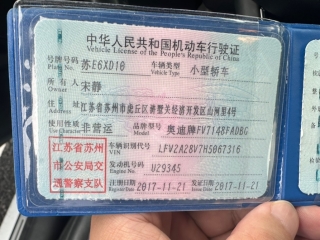 中华人民共和国机动车行驶证
Vehicle License of the People's Republic of China
号牌号码 苏E6XD10 车辆类型 小型轿车
Plate No. Vehicle Type
所有人 宋静
Owner
住址 江苏省苏州市虎丘区浒墅关经济开发区山河里4号
Address
使用性质 非营运 品牌型号 奥迪牌FV7148FADBG
Use Character Model
江苏省苏州 车辆识别代号 LFV2A28V7H5067316
VIN
市公安局交 发动机号码 U29345
Engine No.
通警察支队 注册日期 2017-11-21 发证日期 2017-11-21
Register Date Issue Date